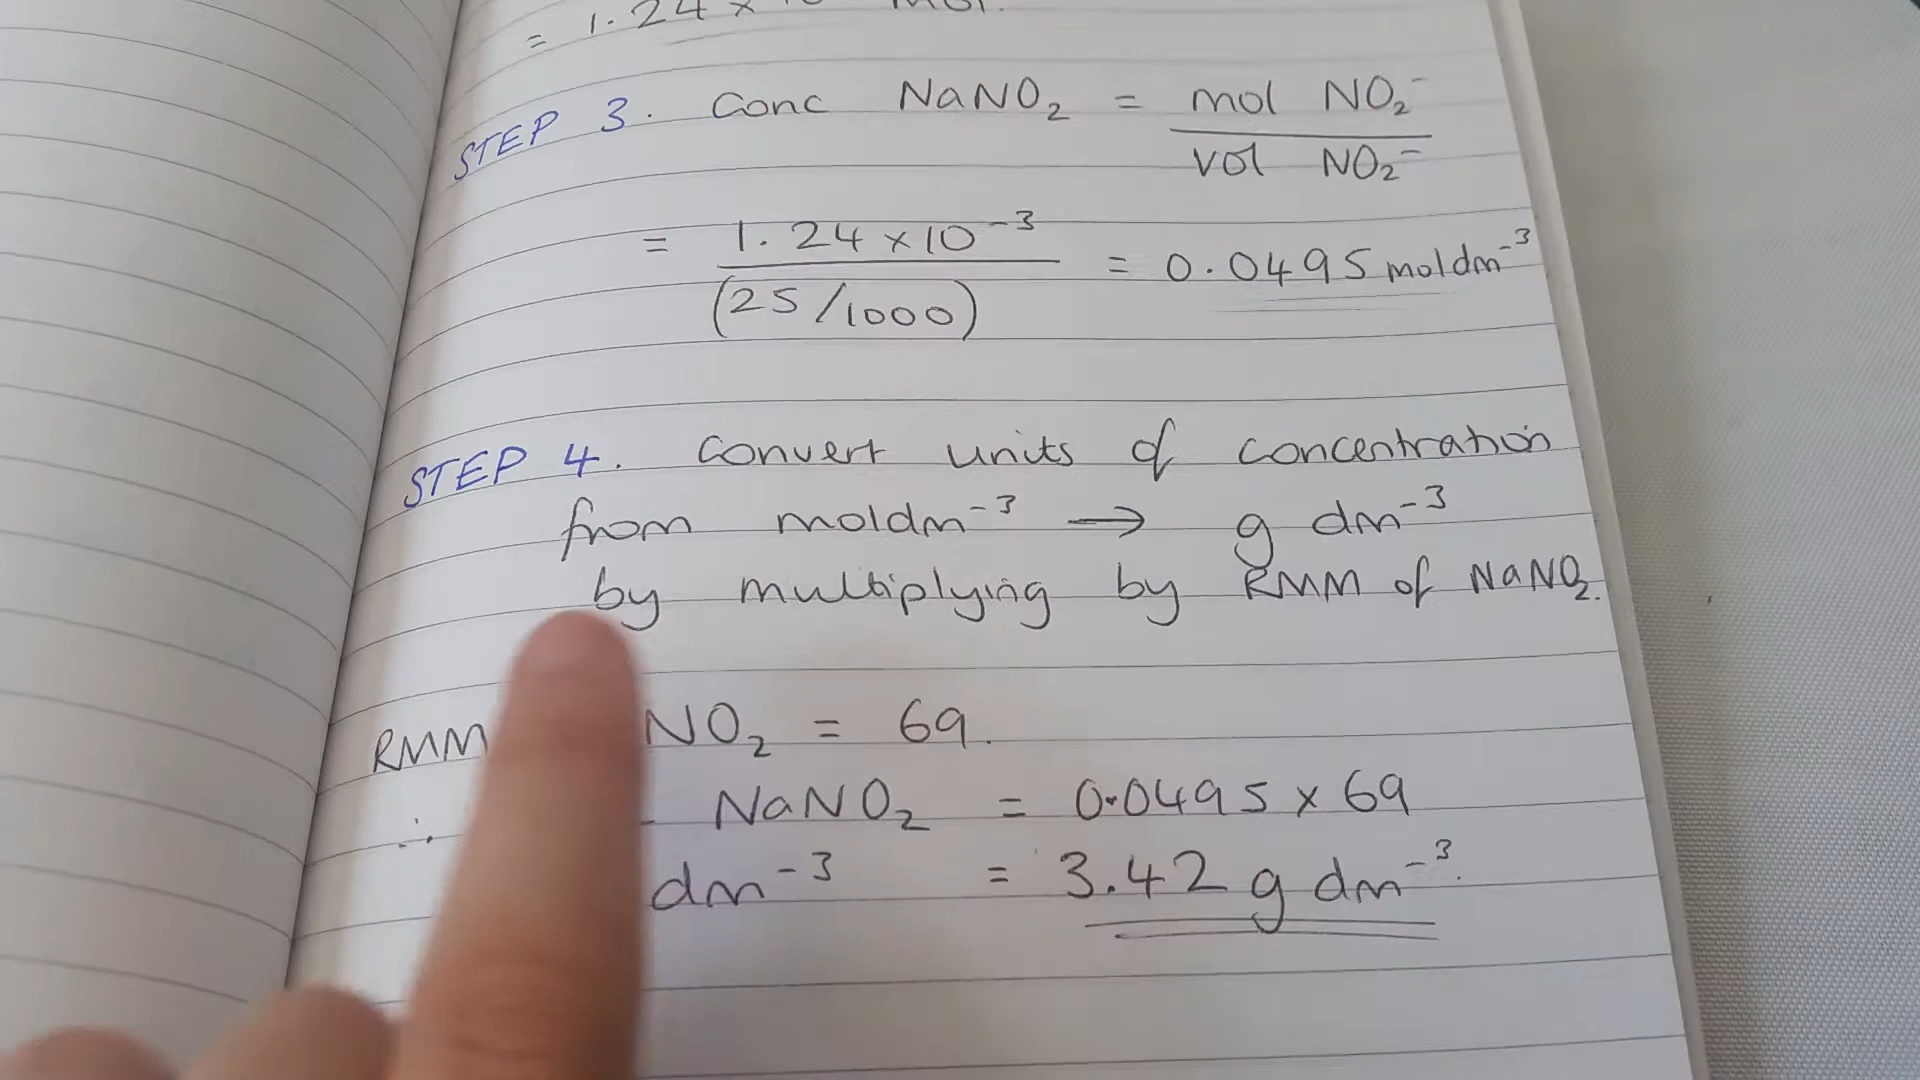 = 1.24 x
STEP 3. Conc NaNO₂ = mol NO₂⁻
vol NO₂⁻
= 1.24 x 10⁻³
(25/1000)
= 0.0495 moldm⁻³
STEP 4. Convert units of concentration
from moldm⁻³ → g dm⁻³
by multiplying by RMM of NaNO₂.
RMM NO₂ = 69.
∴ NaNO₂ = 0.0495 x 69
dm⁻³ = 3.42 g dm⁻³.